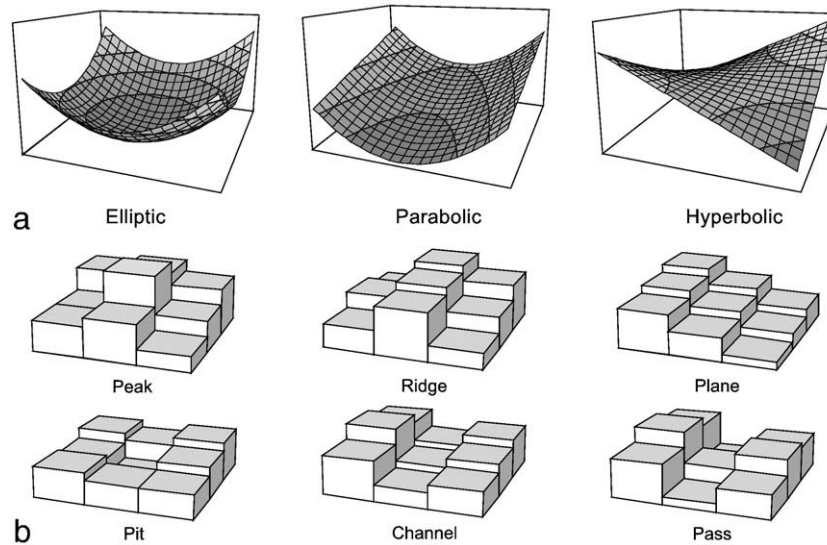 Elliptic Parabolic Hyperbolic
a
Peak Ridge Plane
Pit Channel Pass
b